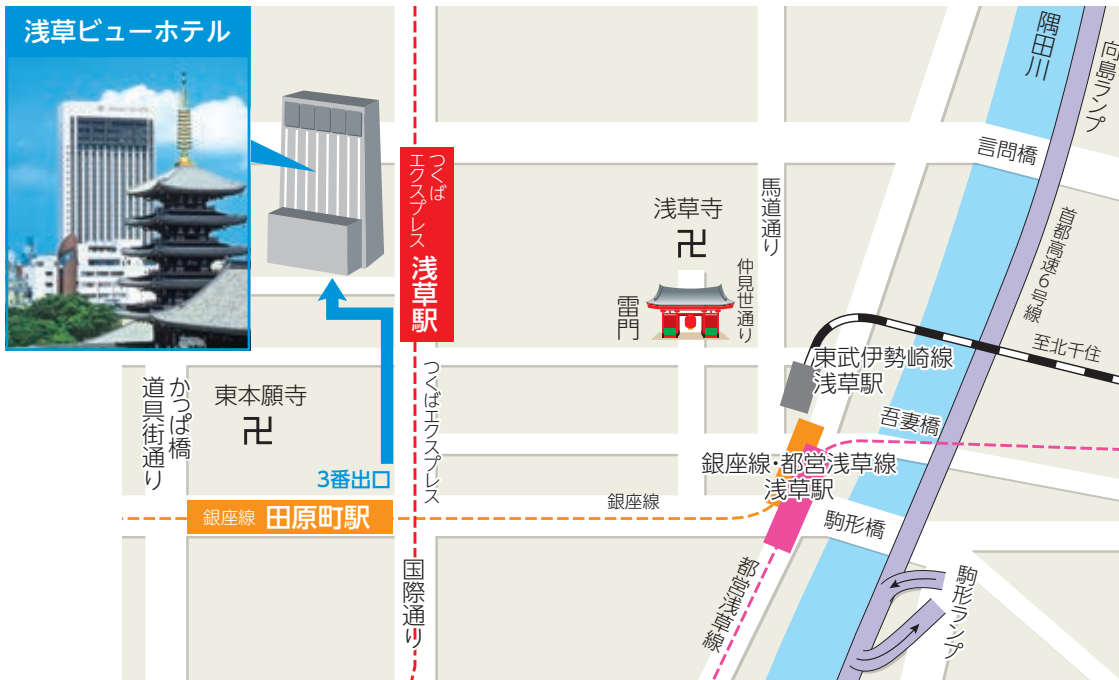 浅草ビューホテル
つくば
エクスプレス
浅草駅
浅草寺
雷門
仲見世通り
馬道通り
隅田川
向島ランプ
言問橋
首都高速6号線
至北千住
東武伊勢崎線
浅草駅
吾妻橋
かっぱ橋
道具街通り
東本願寺
3番出口
つくばエクスプレス
銀座線・都営浅草線
浅草駅
銀座線 田原町駅
銀座線
駒形橋
国際通り
都営浅草線
駒形ランプ